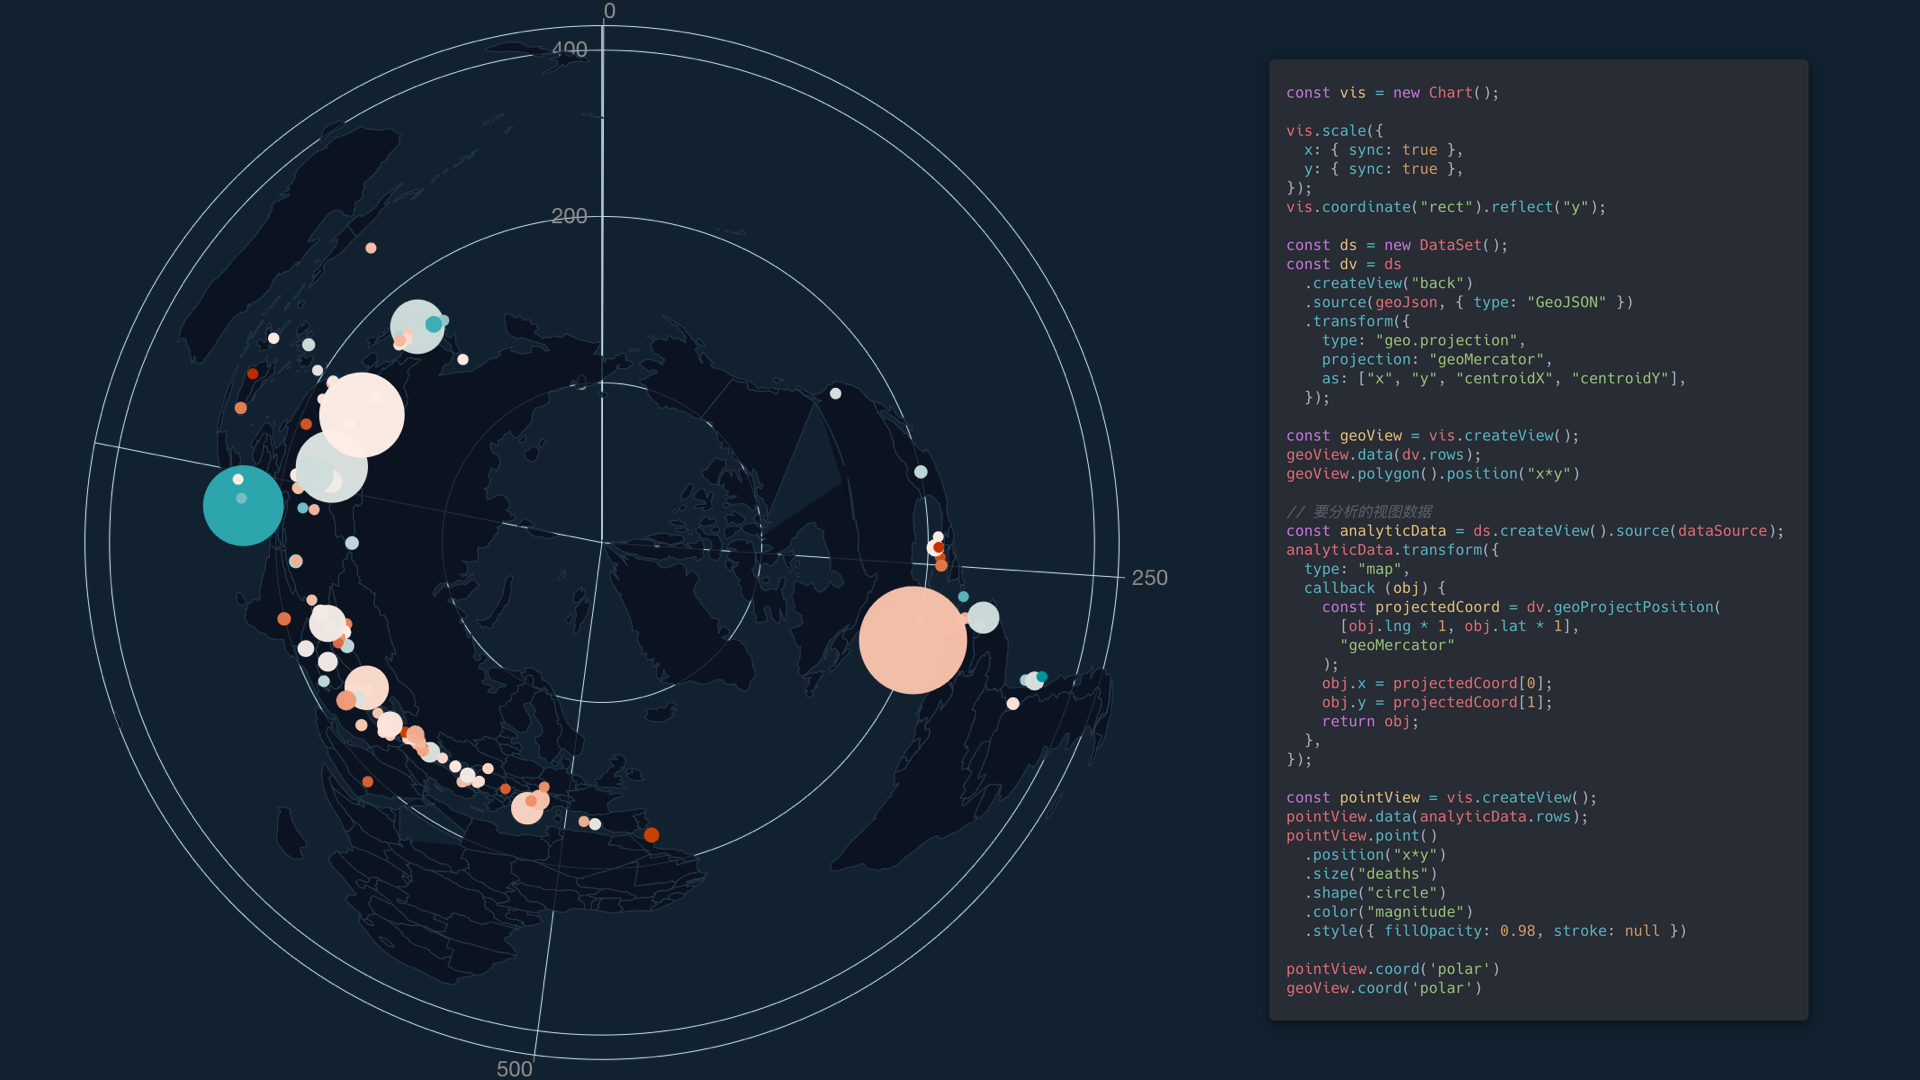 0
400
200
0
250
500
const vis = new Chart();
vis.scale({
x: { sync: true },
y: { sync: true },
});
vis.coordinate("rect").reflect("y");
const ds = new DataSet();
const dv = ds
.createView("back")
.source(geoJson, { type: "GeoJSON" })
.transform({
type: "geo.projection",
projection: "geoMercator",
as: ["x", "y", "centroidX", "centroidY"],
});
const geoView = vis.createView();
geoView.data(dv.rows);
geoView.polygon().position("x*y")
// 要分析的视图数据
const analyticData = ds.createView().source(dataSource);
analyticData.transform({
type: "map",
callback (obj) {
const projectedCoord = dv.geoProjectPosition(
[obj.lng * 1, obj.lat * 1],
"geoMercator"
);
obj.x = projectedCoord[0];
obj.y = projectedCoord[1];
return obj;
},
});
const pointView = vis.createView();
pointView.data(analyticData.rows);
pointView.point()
.position("x*y")
.size("deaths")
.shape("circle")
.color("magnitude")
.style({ fillOpacity: 0.98, stroke: null })
pointView.coord('polar')
geoView.coord('polar')